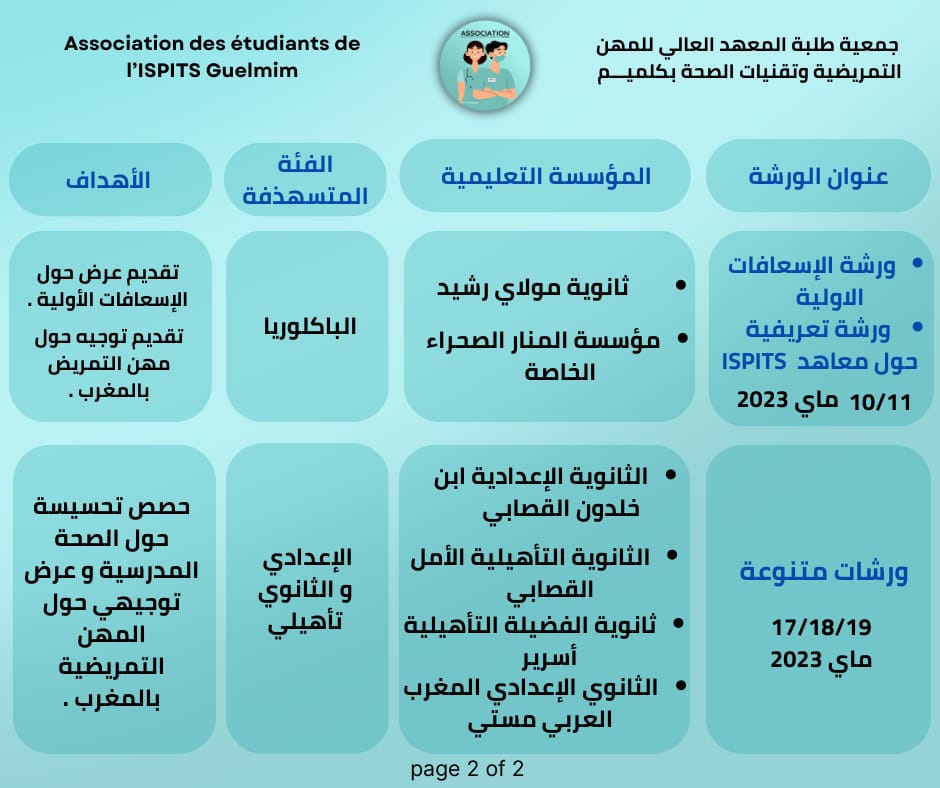 Association des étudiants de
l'ISPITS Guelmim
ASSOCIATION
جمعية طلبة المعهد العالي للمهن
التمريضية وتقنيات الصحة بكلميـــم
عنوان الورشة
المؤسسة التعليمية
الفئة
المتسهذفة
الأهداف
• ورشة الإسعافات
الاولية
• ورشة تعريفية
حول معاهد ISPITS
10/11 ماي 2023
• ثانوية مولاي رشيد
• مؤسسة المنار الصحراء
الخاصة
الباكلوريا
تقديم عرض حول
الإسعافات الأولية .
تقديم توجيه حول
مهن التمريض
بالمغرب .
ورشات متنوعة
17/18/19
ماي 2023
• الثانوية الإعدادية ابن
خلدون القصابي
• الثانوية التأهيلية الأمل
القصابي
• ثانوية الفضيلة التأهيلية
أسرير
• الثانوي الإعدادي المغرب
العربي مستي
الإعدادي
و الثانوي
تأهيلي
حصص تحسيسة
حول الصحة
المدرسية و عرض
توجيهي حول
المهن
التمريضية
بالمغرب .
page 2 of 2